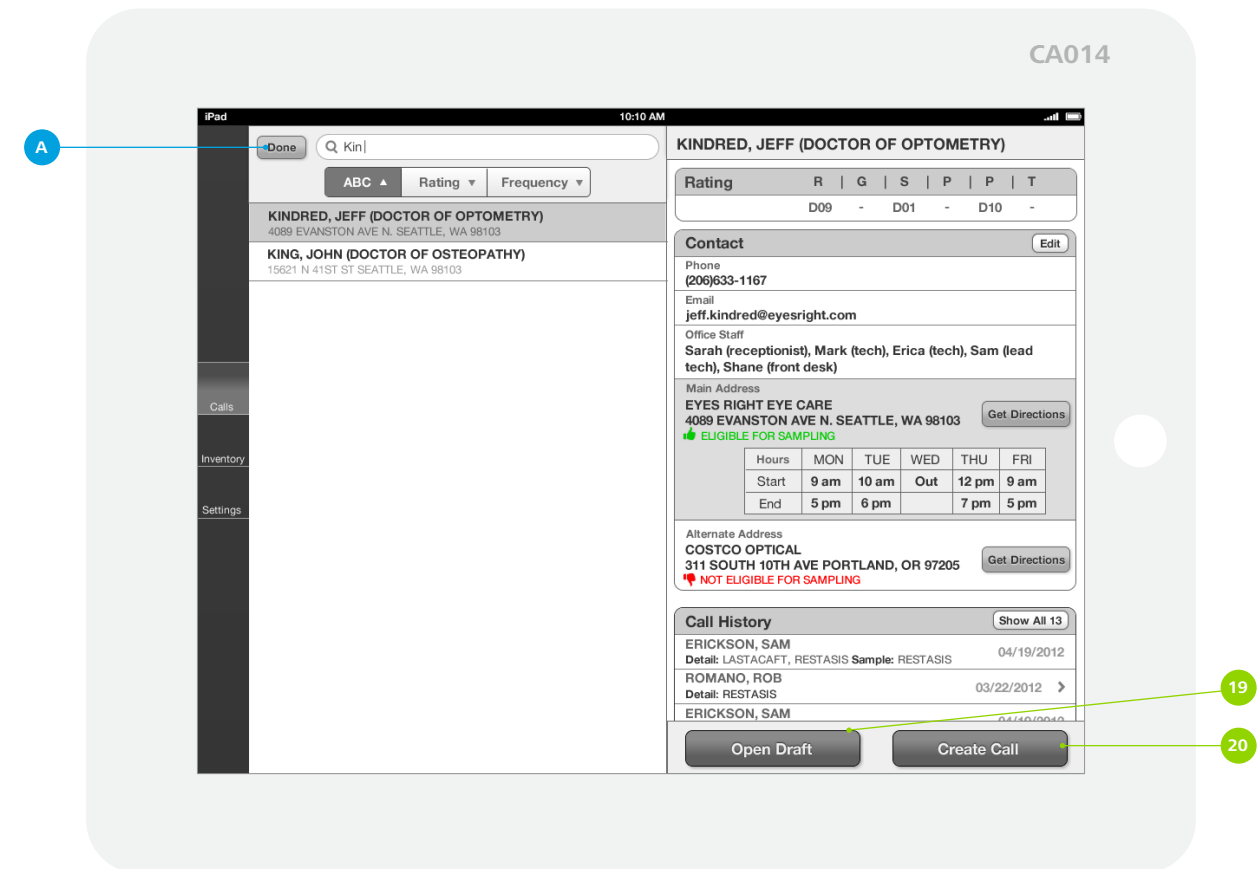 CA014
iPad 10:10 AM
A
Done Kin
ABC Rating Frequency
KINDRED, JEFF (DOCTOR OF OPTOMETRY)
4089 EVANSTON AVE N. SEATTLE, WA 98103
KING, JOHN (DOCTOR OF OSTEOPATHY)
15621 N 41ST ST SEATTLE, WA 98103
Calls
Inventory
Settings
KINDRED, JEFF (DOCTOR OF OPTOMETRY)
Rating R | G | S | P | P | T
D09 - D01 - D10 -
Contact Edit
Phone
(206)633-1167
Email
jeff.kindred@eyesright.com
Office Staff
Sarah (receptionist), Mark (tech), Erica (tech), Sam (lead
tech), Shane (front desk)
Main Address
EYES RIGHT EYE CARE
4089 EVANSTON AVE N. SEATTLE, WA 98103
Get Directions
ELIGIBLE FOR SAMPLING
Hours MON TUE WED THU FRI
Start 9 am 10 am Out 12 pm 9 am
End 5 pm 6 pm 7 pm 5 pm
Alternate Address
COSTCO OPTICAL
311 SOUTH 10TH AVE PORTLAND, OR 97205
Get Directions
NOT ELIGIBLE FOR SAMPLING
Call History Show All 13
ERICKSON, SAM
Detail: LASTACAFT, RESTASIS Sample: RESTASIS
04/19/2012
ROMANO, ROB
Detail: RESTASIS
03/22/2012
ERICKSON, SAM
04/19/2012
Open Draft Create Call
19
20